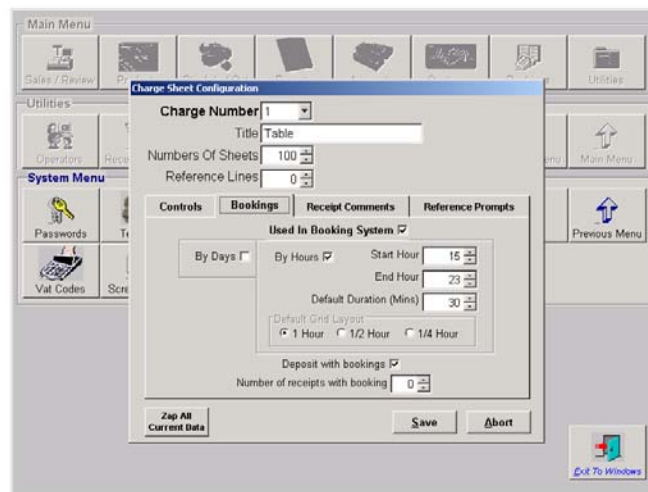 Main Menu
Sales / Review
Utilities
Utilities
Operators
Main Menu
System Menu
Passwords
Previous Menu
Vat Codes
Charge Sheet Configuration
Charge Number 1
Title Table
Numbers Of Sheets 100
Reference Lines 0
Controls Bookings Receipt Comments Reference Prompts
Used In Booking System
By Days By Hours Start Hour 15
End Hour 23
Default Duration (Mins) 30
Default Grid Layout
1 Hour 1/2 Hour 1/4 Hour
Deposit with bookings
Number of receipts with booking 0
Zap All
Current Data
Save Abort
Exit To Windows